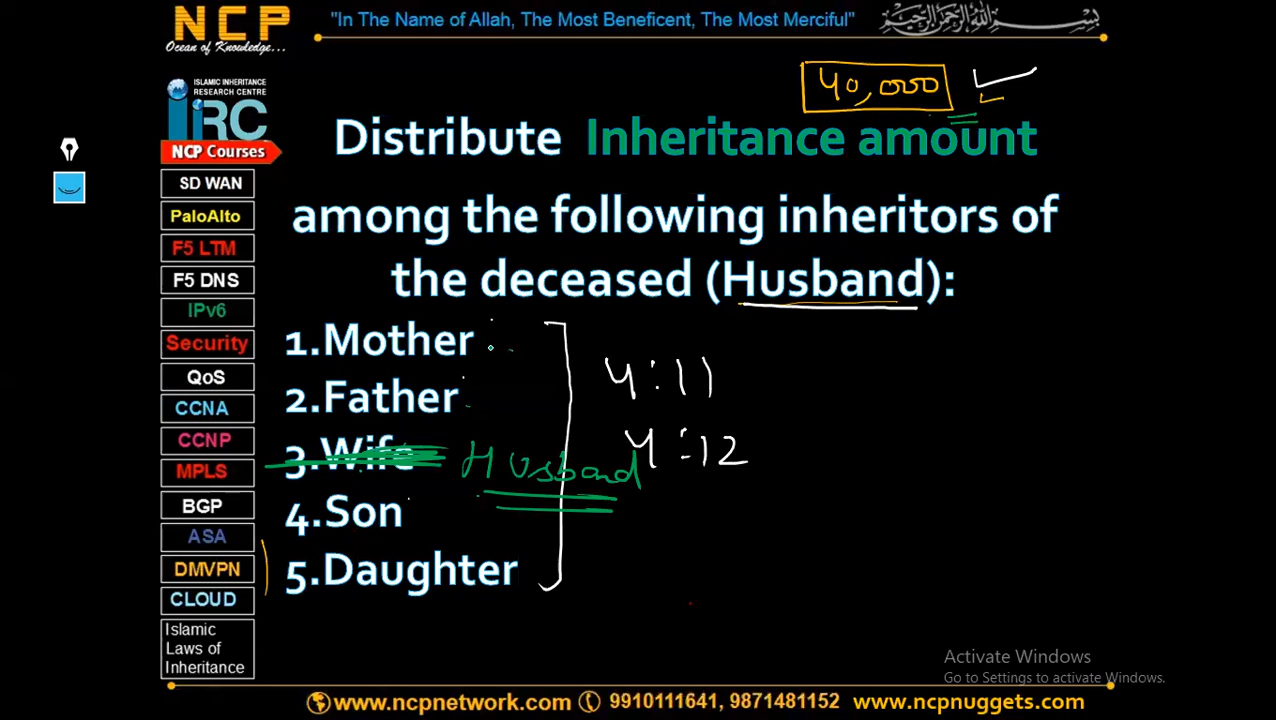 NCP
Ocean of Knowledge...
"In The Name of Allah, The Most Beneficent, The Most Merciful"
بسم الله الرحمن الرحيم
40,000
ISLAMIC INHERITANCE
RESEARCH CENTRE
iRC
NCP Courses
SD WAN
PaloAlto
F5 LTM
F5 DNS
IPv6
Security
QoS
CCNA
CCNP
MPLS
BGP
ASA
DMVPN
CLOUD
Islamic
Laws of
Inheritance
Distribute Inheritance amount
among the following inheritors of
the deceased (Husband):
1.Mother
2.Father
3.Wife Husband
4.Son
5.Daughter
4:11
4:12
Activate Windows
Go to Settings to activate Windows.
www.ncpnetwork.com 9910111641, 9871481152 www.ncpnuggets.com